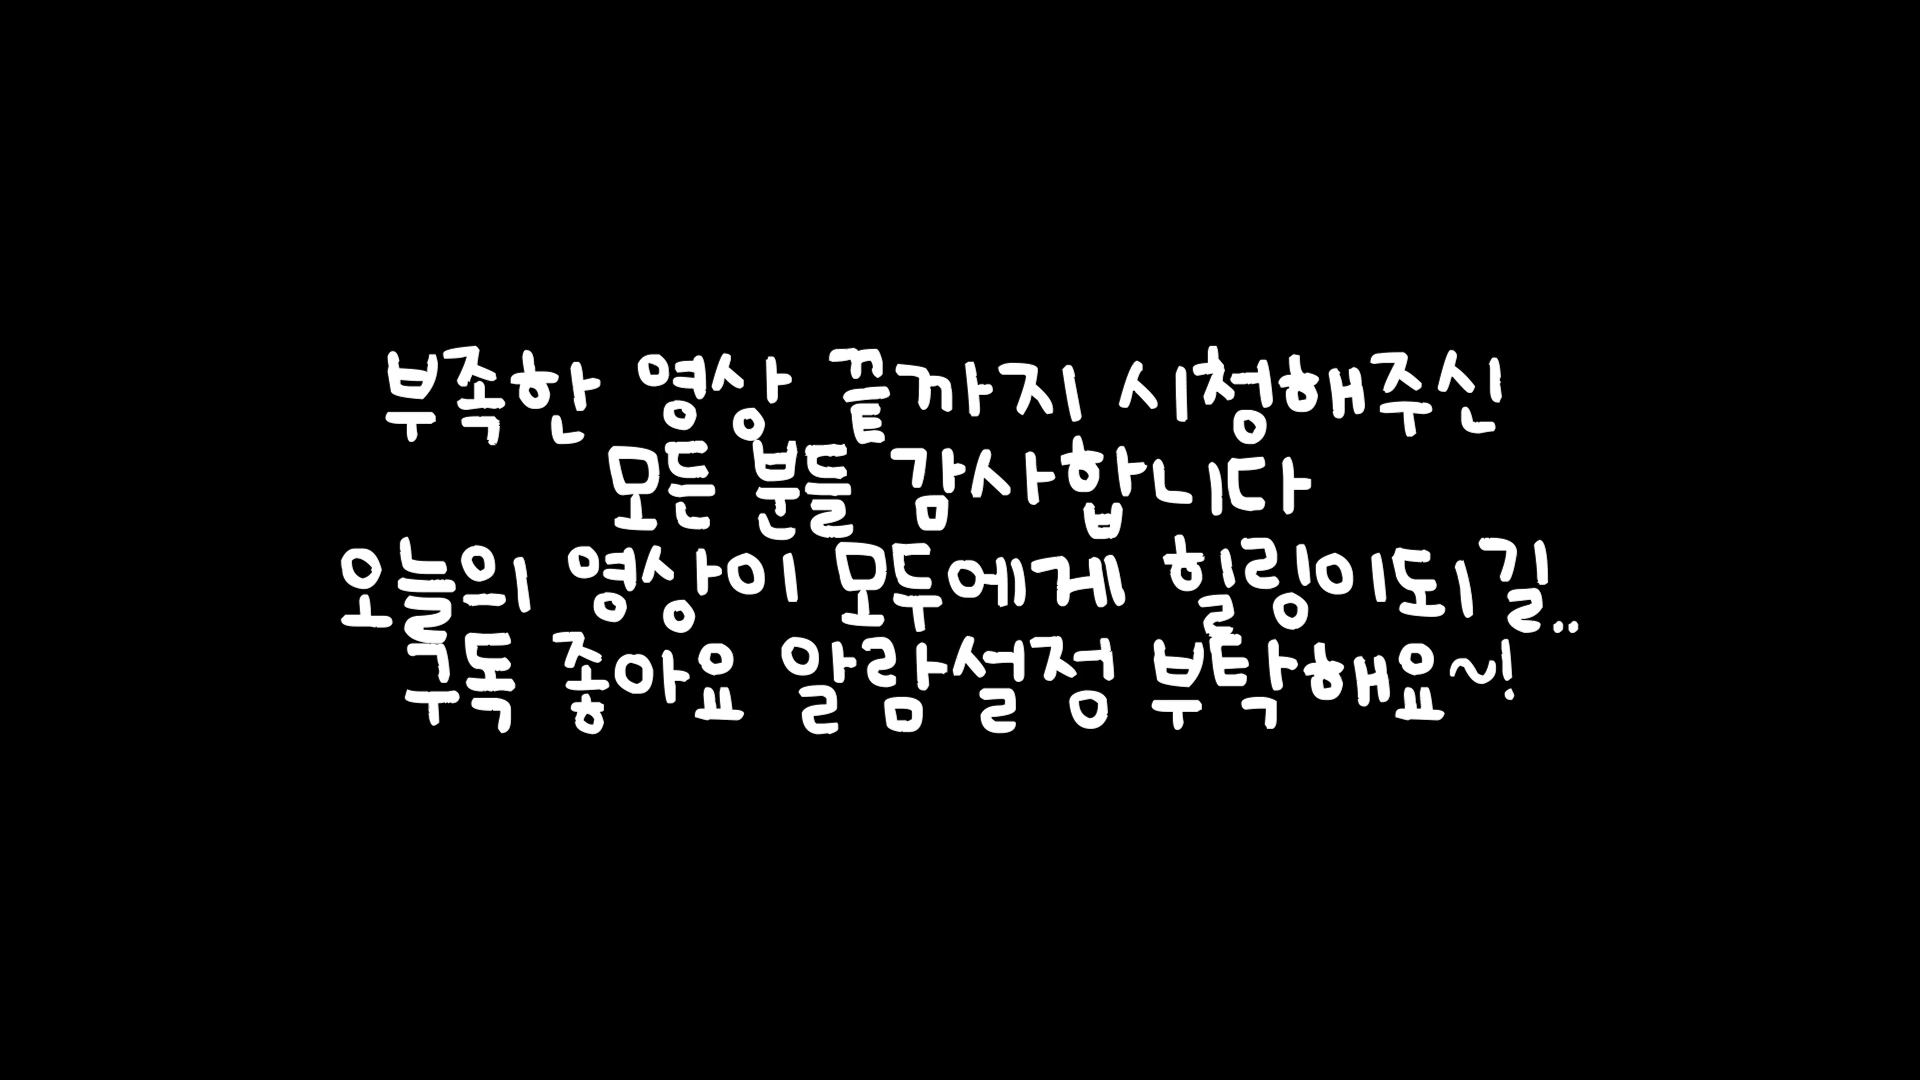 부족한 영상 끝까지 시청해주신
모든 분들 감사합니다
오늘의 영상이 모두에게 힐링이되길..
구독 좋아요 알람설정 부탁해요~!